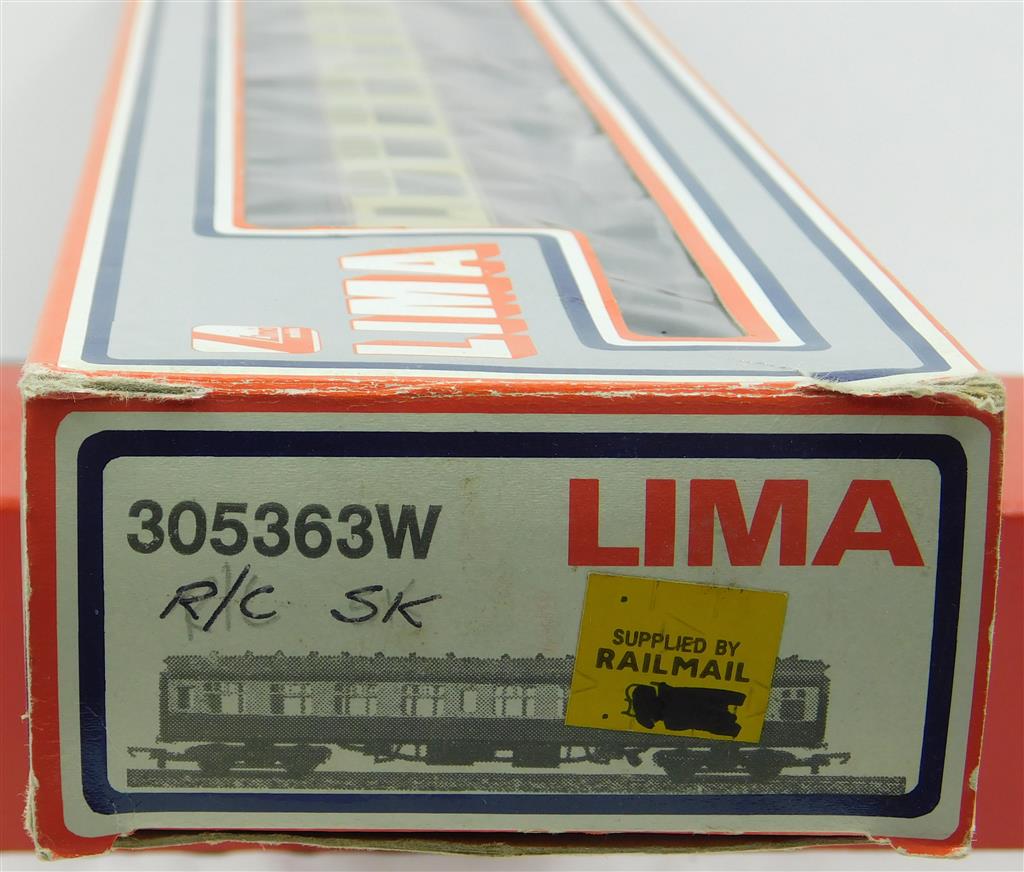 LIMA
305363W
LIMA
R/C SK
SUPPLIED BY
RAILMAIL